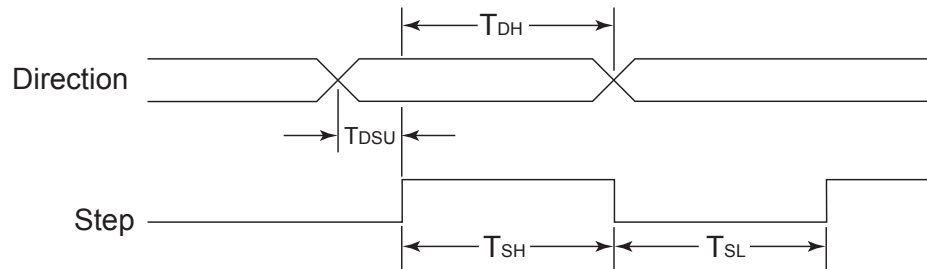 TDH
Direction
TDSU
Step
TSH
TSL